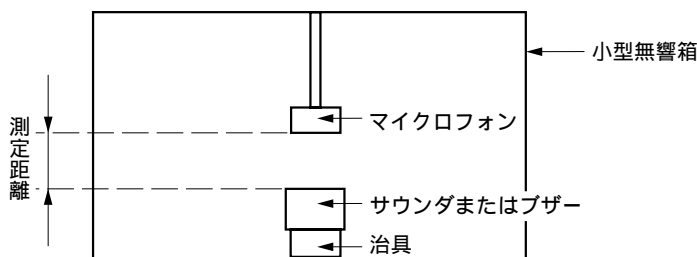 小型無響箱
マイクロフォン
測定距離
サウンダまたはブザー
治具